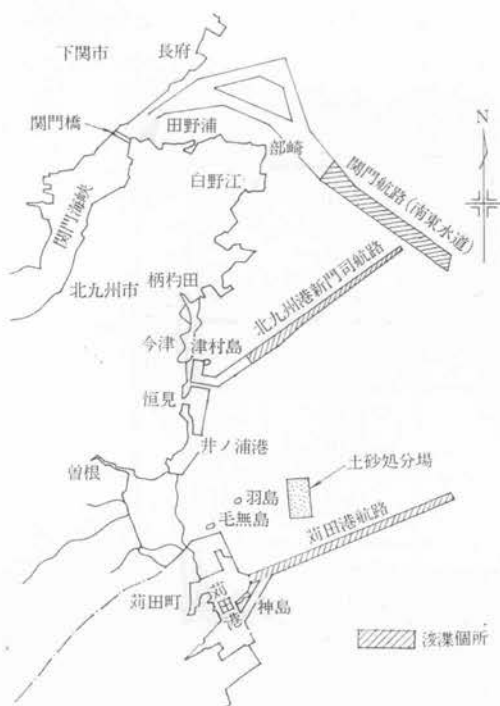 下関市
長府
関門橋
田野浦
部崎
N
白野江
関門海峡
関門航路(南東水道)
北九州市
柄杓田
北九州港新門司航路
今津
津村島
恒見
井ノ浦港
曽根
土砂処分場
羽島
毛無島
苅田港航路
苅田町
苅田港
神島
浚渫個所